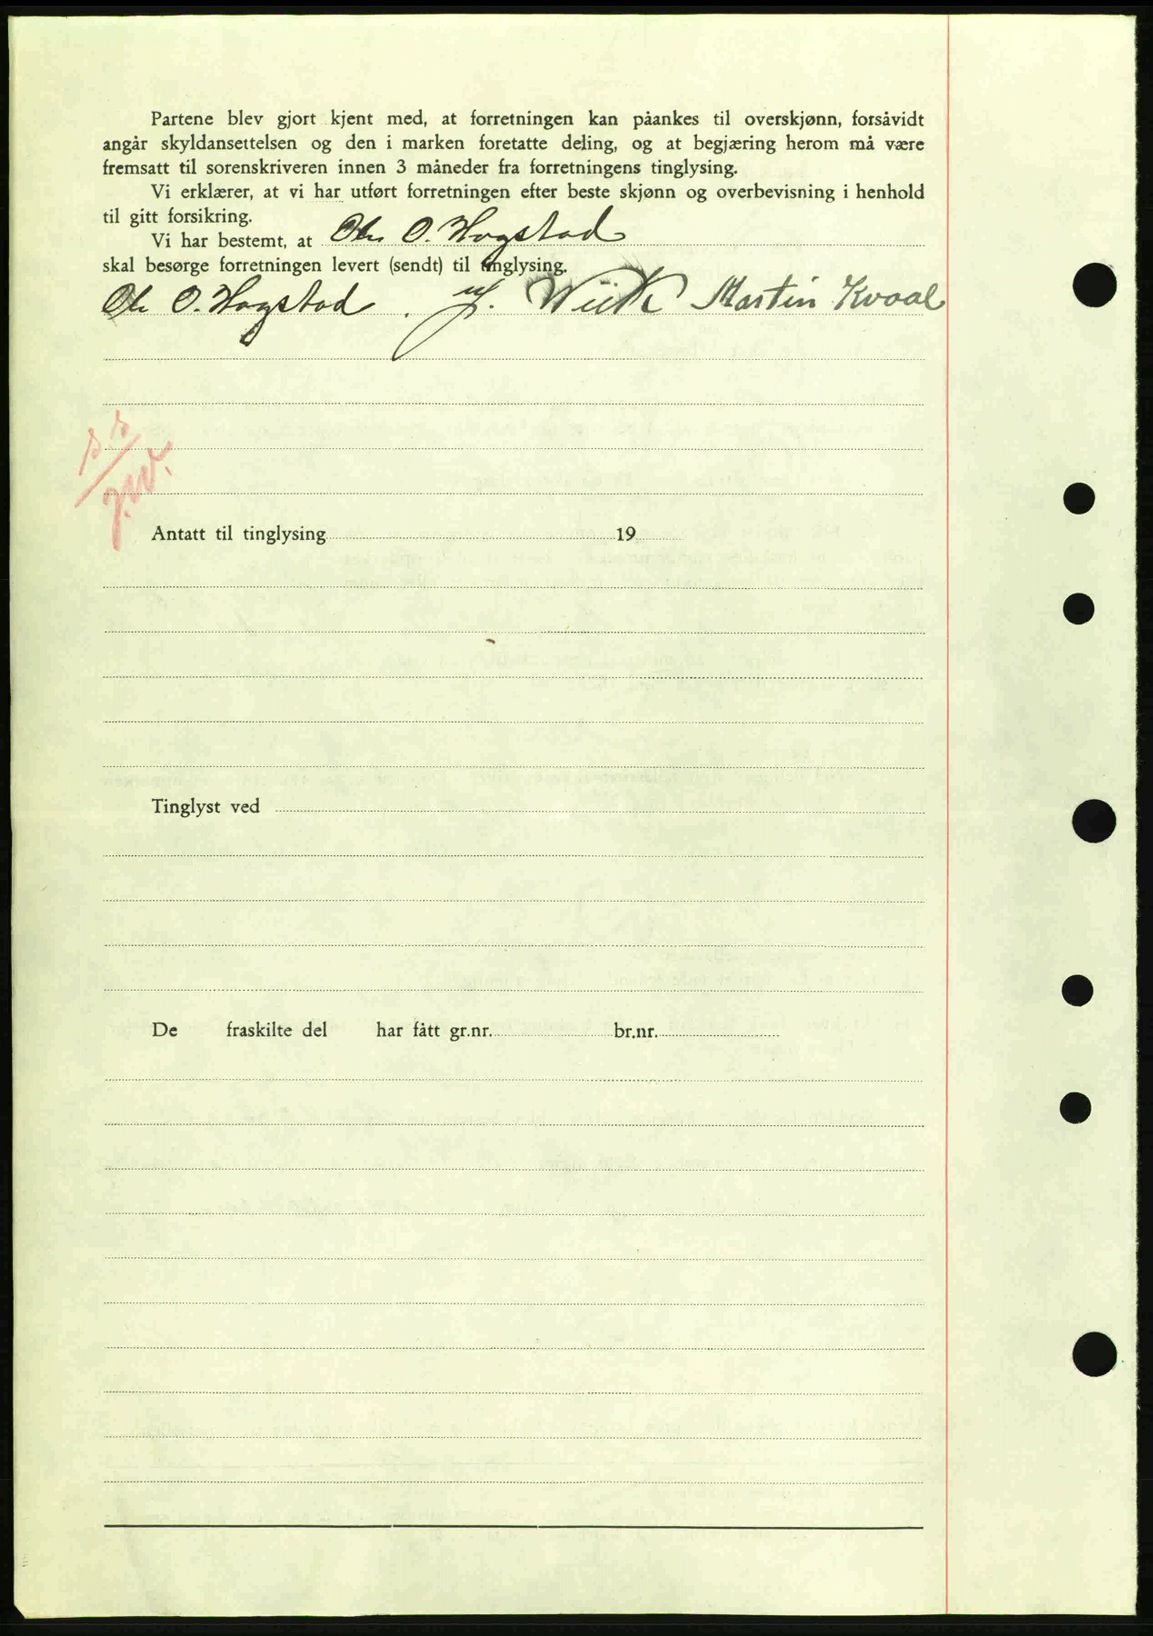 Partene blev gjort kjent med, at forretningen kan påankes til overskjønn, forsåvidt
angår skyldansettelsen og den i marken foretatte deling, og at begjæring herom må være
fremsatt til sorenskriveren innen 3 måneder fra forretningens tinglysing.
Vi erklærer, at vi har utført forretningen efter beste skjønn og overbevisning i henhold
til gitt forsikring.
Vi har bestemt, at Ole O. Hogstad
skal besørge forretningen levert (sendt) til tinglysing.
Ole O. Hogstad Wiik Martin Kvaal
Antatt til tinglysing 19
Tinglyst ved
De fraskilte del har fått gr.nr. br.nr.